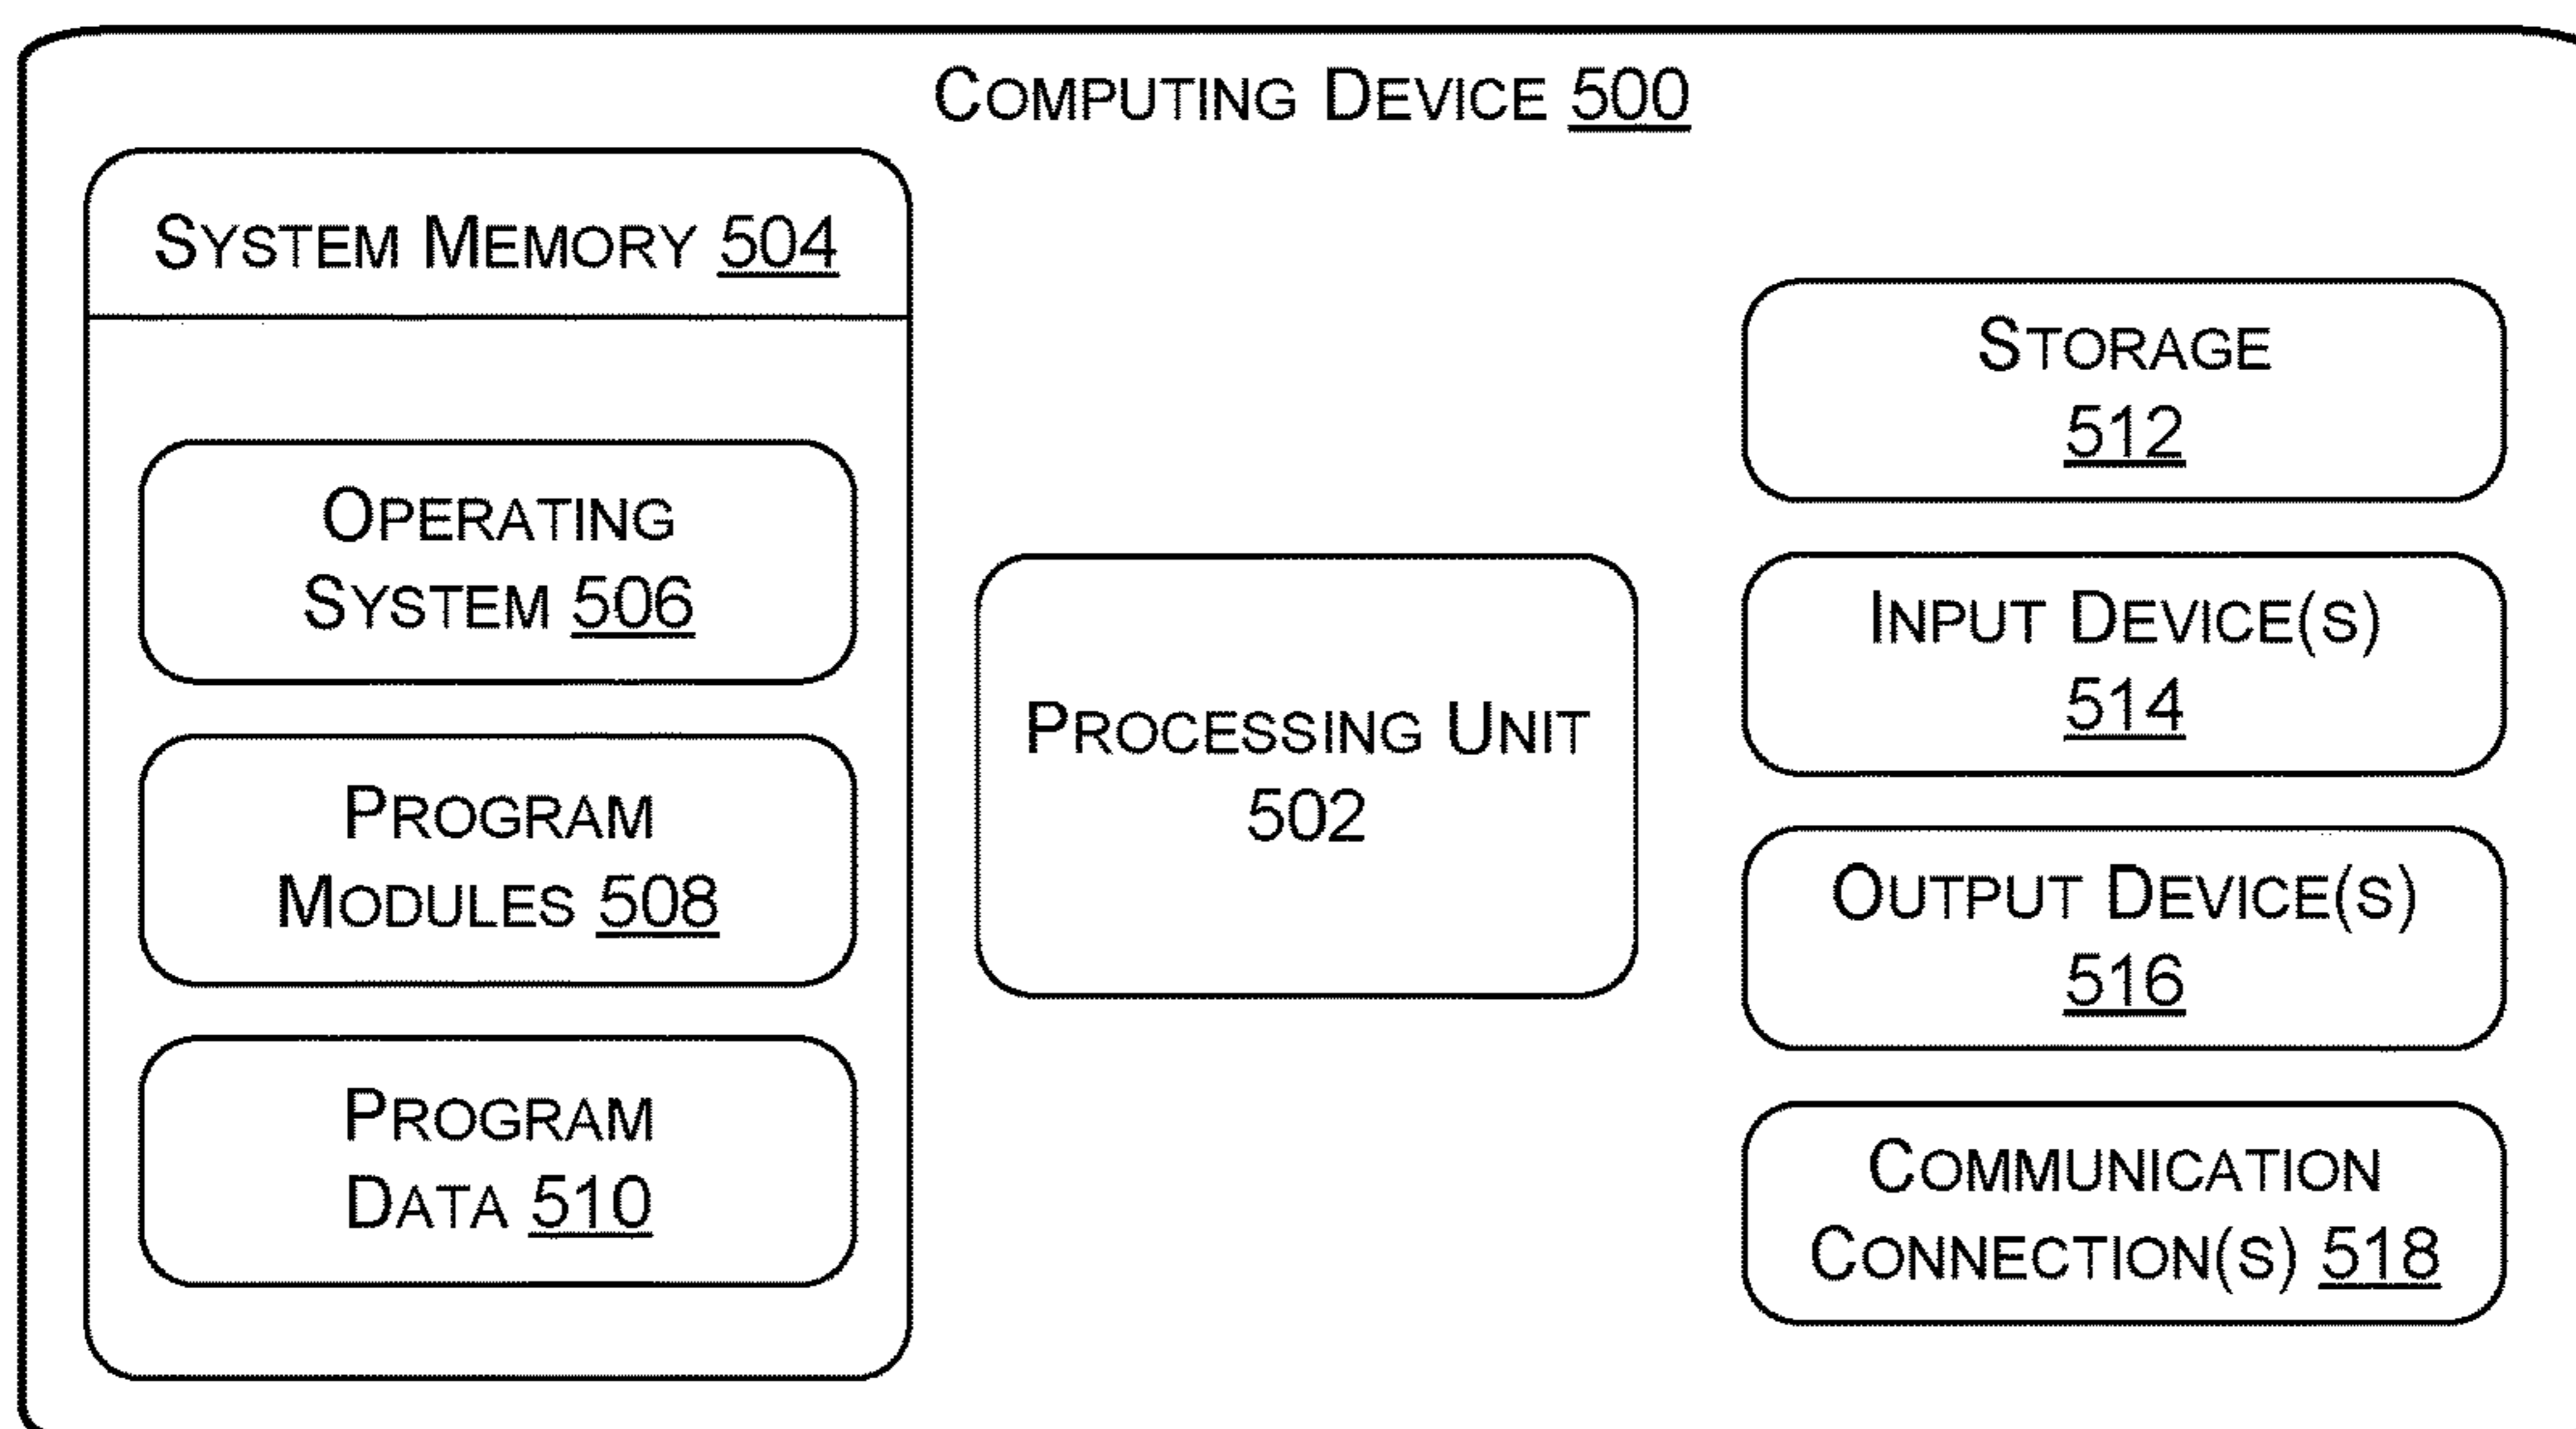 COMPUTING DEVICE 500
SYSTEM MEMORY 504
OPERATING
SYSTEM 506
PROGRAM
MODULES 508
PROGRAM
DATA 510
PROCESSING UNIT
502
STORAGE
512
INPUT DEVICE(S)
514
OUTPUT DEVICE(S)
516
COMMUNICATION
CONNECTION(S) 518